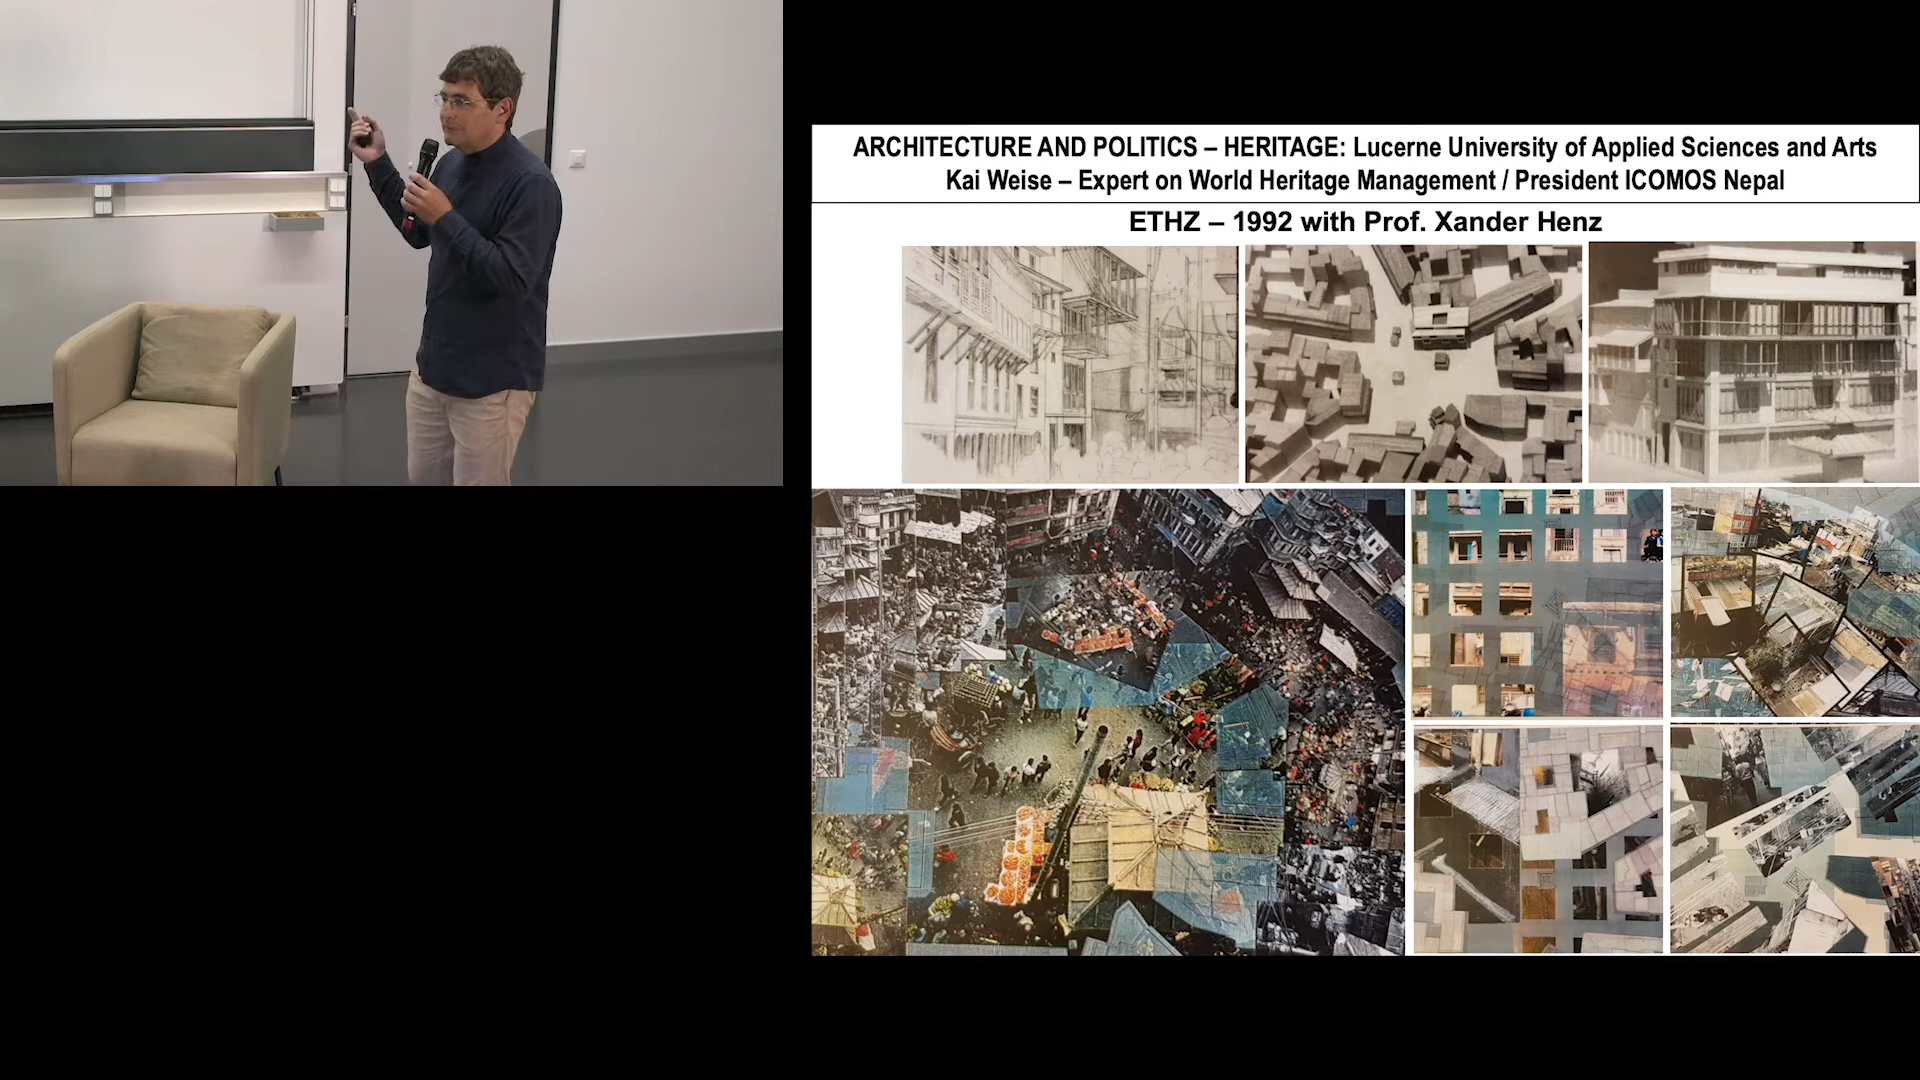 ARCHITECTURE AND POLITICS – HERITAGE: Lucerne University of Applied Sciences and Arts
Kai Weise – Expert on World Heritage Management / President ICOMOS Nepal
ETHZ – 1992 with Prof. Xander Henz